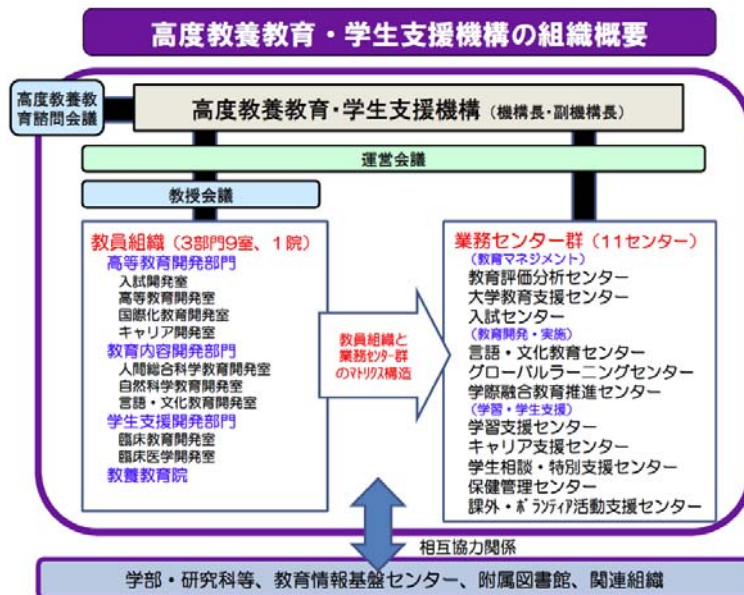 高度教養教育・学生支援機構の組織概要
高度教養教
育諮問会議
高度教養教育・学生支援機構(機構長・副機構長)
運営会議
教授会議
教員組織(3部門9室、1院)
高等教育開発部門
入試開発室
高等教育開発室
国際化教育開発室
キャリア開発室
教育内容開発部門
人間総合科学教育開発室
自然科学教育開発室
言語・文化教育開発室
学生支援開発部門
臨床教育開発室
臨床医学開発室
教養教育院
教員組織と
業務センター群
のマトリクス構造
業務センター群(11センター)
(教育マネジメント)
教育評価分析センター
大学教育支援センター
入試センター
(教育開発・実施)
言語・文化教育センター
グローバルラーニングセンター
学際融合教育推進センター
(学習・学生支援)
学習支援センター
キャリア支援センター
学生相談・特別支援センター
保健管理センター
課外・ボランティア活動支援センター
相互協力関係
学部・研究科等、教育情報基盤センター、附属図書館、関連組織